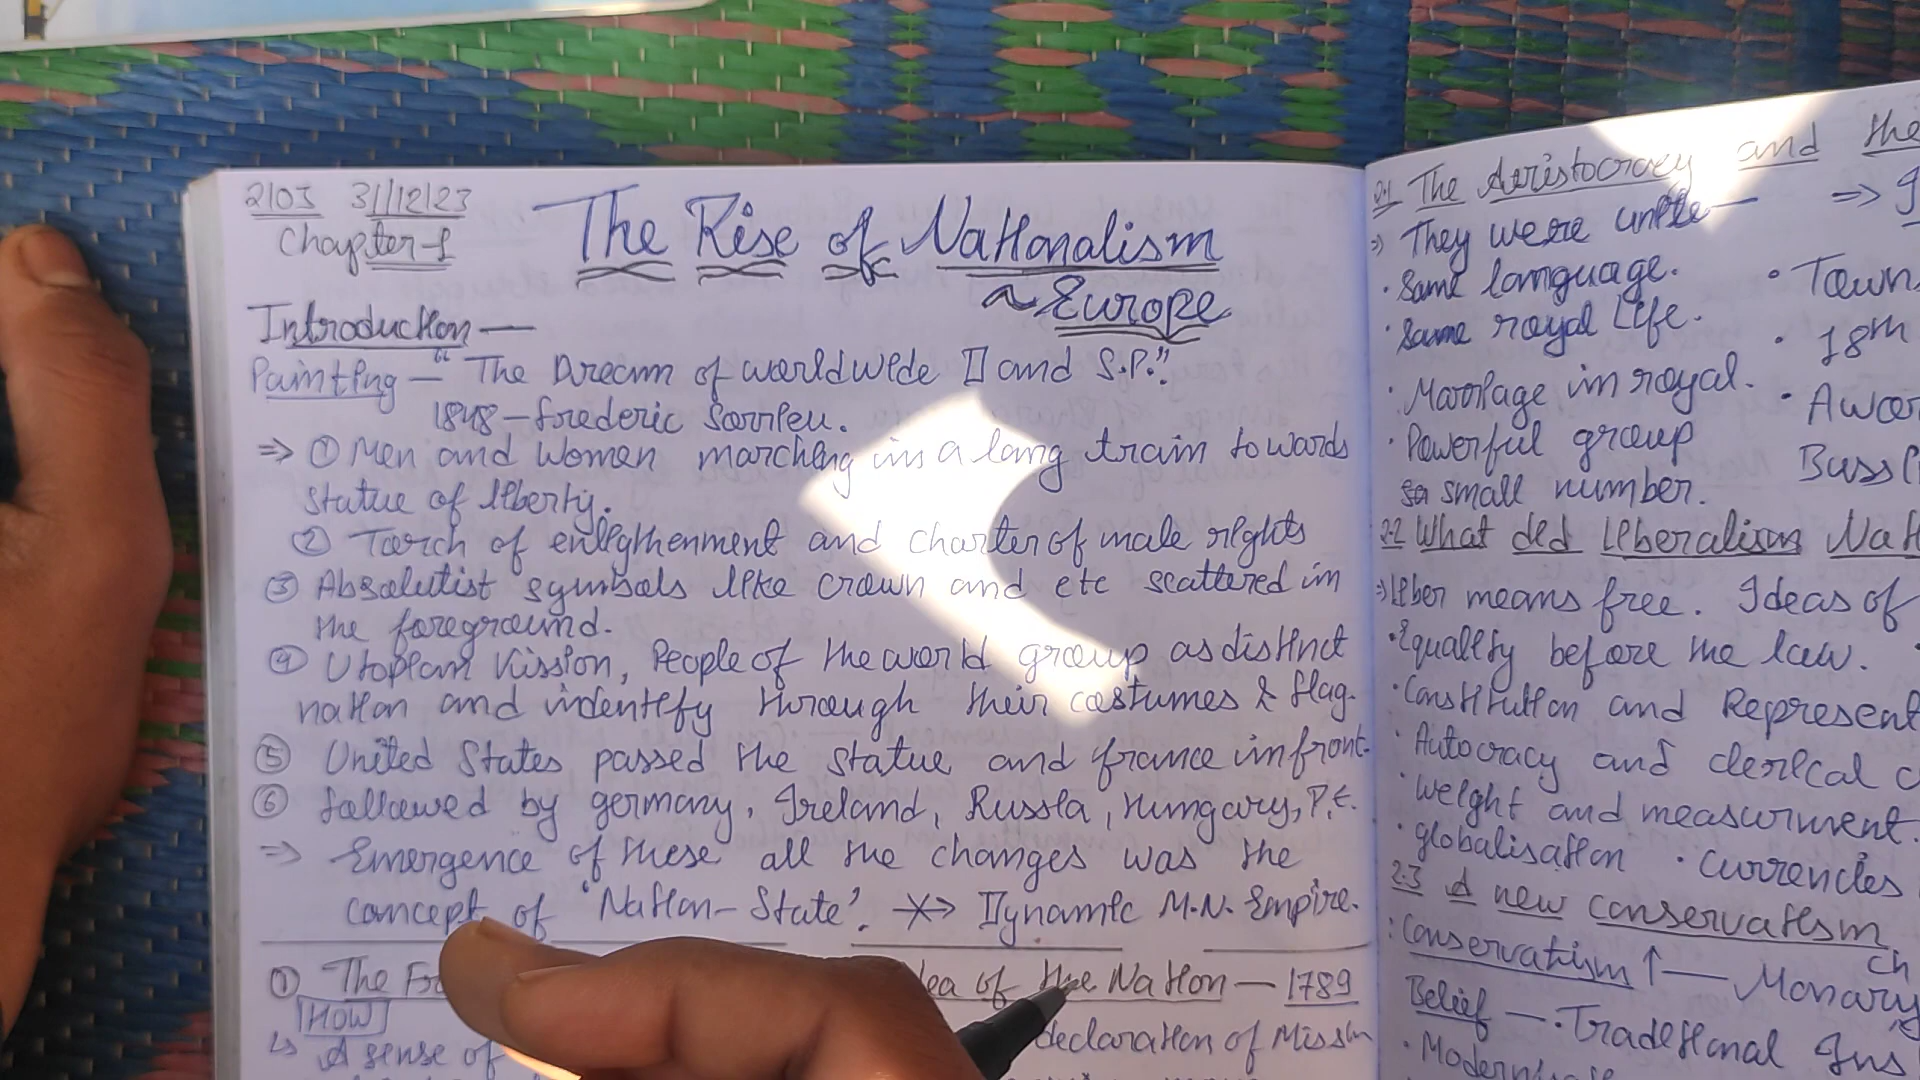 2103 31/12/23
Chapter-1
The Rise of Nationalism
~ Europe
Introduction —
Painting — "The Dream of worldwide D and S.R".
1848 – Frederic Sorrieu.
⇒ ① Men and Women marching in a long train towards
statue of liberty.
② Torch of enligthenment and charter of male rights
③ Absolutist symbols like crown and etc scattered in
the foreground.
④ Utopian Vission, People of the world group as distinct
nation and indentify through their costumes & flag.
⑤ United States passed the statue and france in front.
⑥ followed by germany, Ireland, Russia, Hungary, P.E.
⇒ Emergence of these all the changes was the
concept of 'Nation-State'. → Dynamic M.N. Empire.
① The ea of the Nation — 1789
HOW
↳ A sense of declaration of Mission
2.1 The Aristocracy and the
⇒ They were unite — ⇒
• Same language. • Town
• Same royal life. • 18th
• Marriage in royal.
• Powerful group
small number.
2.2 What did liberalism Nat
⇒ Liber means free. Ideas of
• Equality before the law.
• Constitution and Represent
• Autocracy and clerical
• Weight and measurment.
• globalisation • Currencies
2.3 A new conservatism
: Conservatism ↑ — Monarchy
Belief — • Traditional Ins
• Modernis